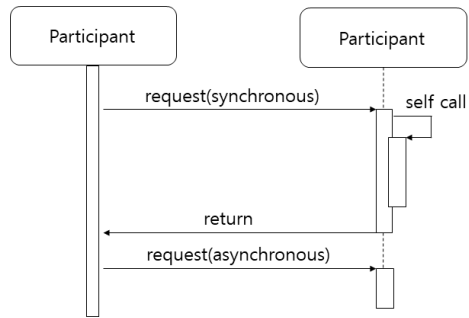 Participant
Participant
request(synchronous)
self call
return
request(asynchronous)